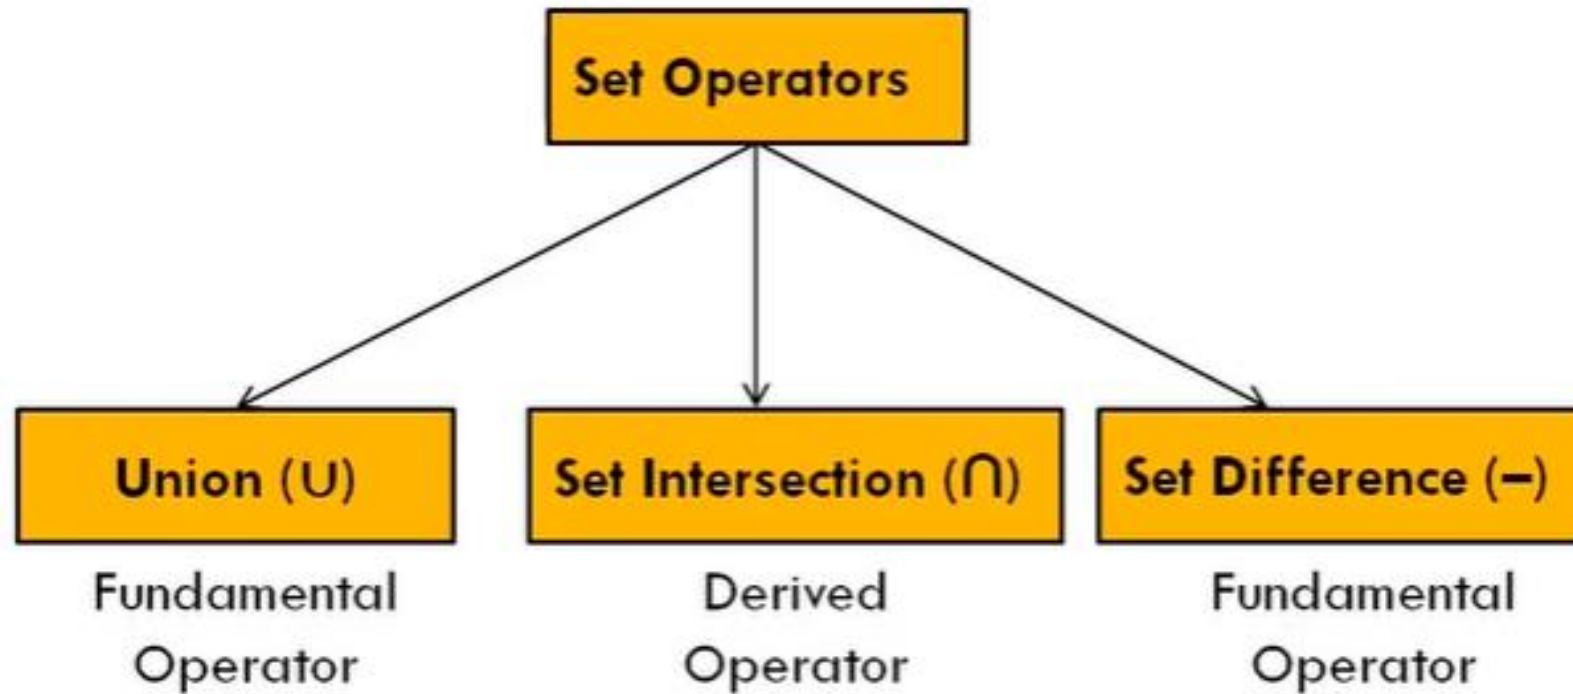 Set Operators
Union (∪)
Set Intersection (∩)
Set Difference (−)
Fundamental
Operator
Derived
Operator
Fundamental
Operator